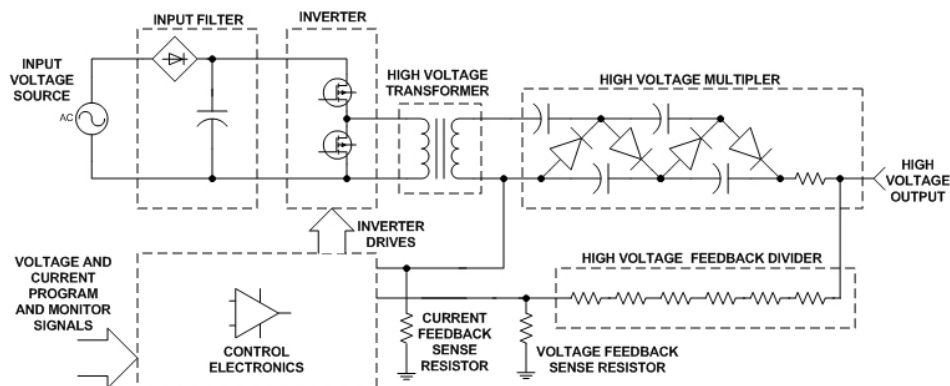 INPUT FILTER
INVERTER
INPUT
VOLTAGE
SOURCE
AC
HIGH VOLTAGE
TRANSFORMER
HIGH VOLTAGE MULTIPLER
HIGH
VOLTAGE
OUTPUT
INVERTER
DRIVES
VOLTAGE AND
CURRENT
PROGRAM
AND MONITOR
SIGNALS
HIGH VOLTAGE FEEDBACK DIVIDER
CONTROL
ELECTRONICS
CURRENT
FEEDBACK
SENSE
RESISTOR
VOLTAGE FEEDBACK
SENSE RESISTOR